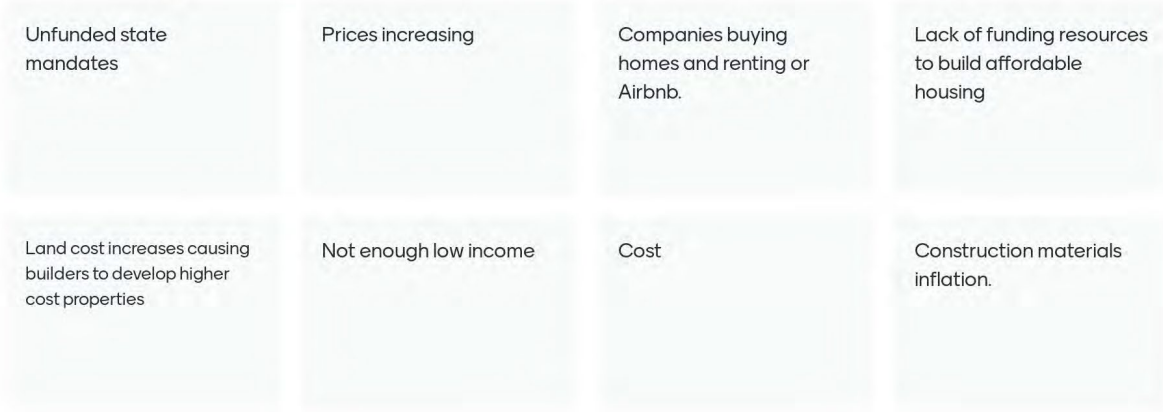 Unfunded state
mandates
Prices increasing
Companies buying
homes and renting or
Airbnb.
Lack of funding resources
to build affordable
housing
Land cost increases causing
builders to develop higher
cost properties
Not enough low income
Cost
Construction materials
inflation.